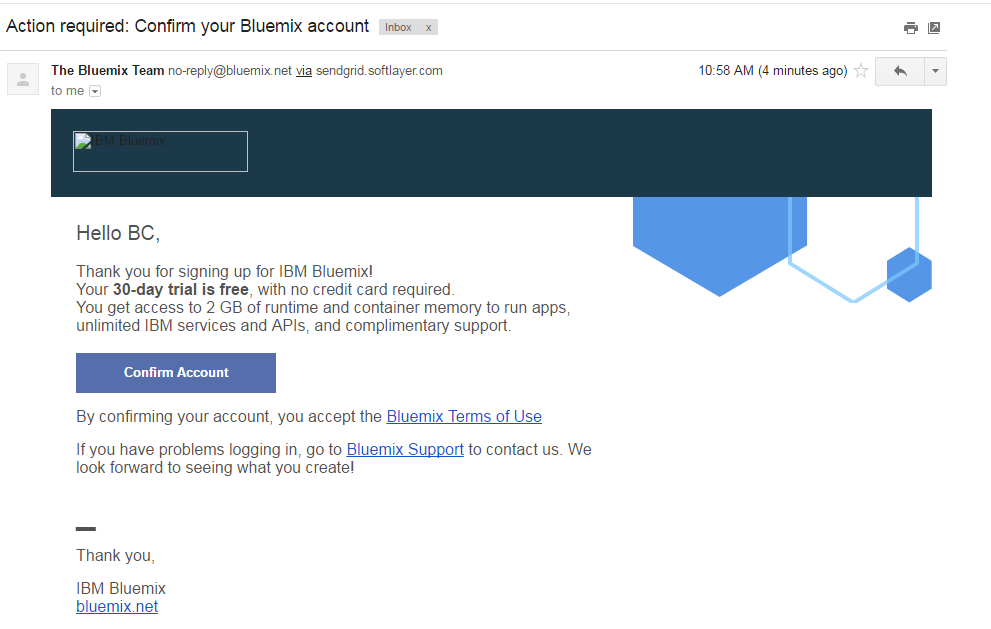 Action required: Confirm your Bluemix account Inbox x
The Bluemix Team no-reply@bluemix.net via sendgrid.softlayer.com 10:58 AM (4 minutes ago)
to me
IBM Bluemix
Hello BC,
Thank you for signing up for IBM Bluemix!
Your 30-day trial is free, with no credit card required.
You get access to 2 GB of runtime and container memory to run apps,
unlimited IBM services and APIs, and complimentary support.
Confirm Account
By confirming your account, you accept the Bluemix Terms of Use
If you have problems logging in, go to Bluemix Support to contact us. We
look forward to seeing what you create!
Thank you,
IBM Bluemix
bluemix.net